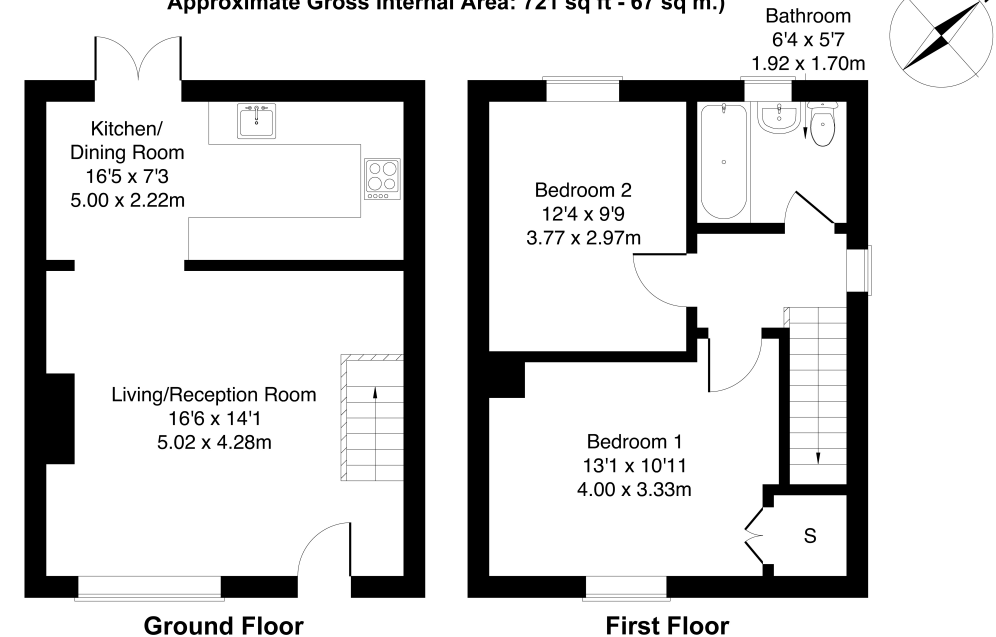 Approximate Gross Internal Area: 721 sq ft - 67 sq m.)
Bathroom
6'4 x 5'7
1.92 x 1.70m
Kitchen/
Dining Room
16'5 x 7'3
5.00 x 2.22m
Bedroom 2
12'4 x 9'9
3.77 x 2.97m
Living/Reception Room
16'6 x 14'1
5.02 x 4.28m
Bedroom 1
13'1 x 10'11
4.00 x 3.33m
S
Ground Floor
First Floor